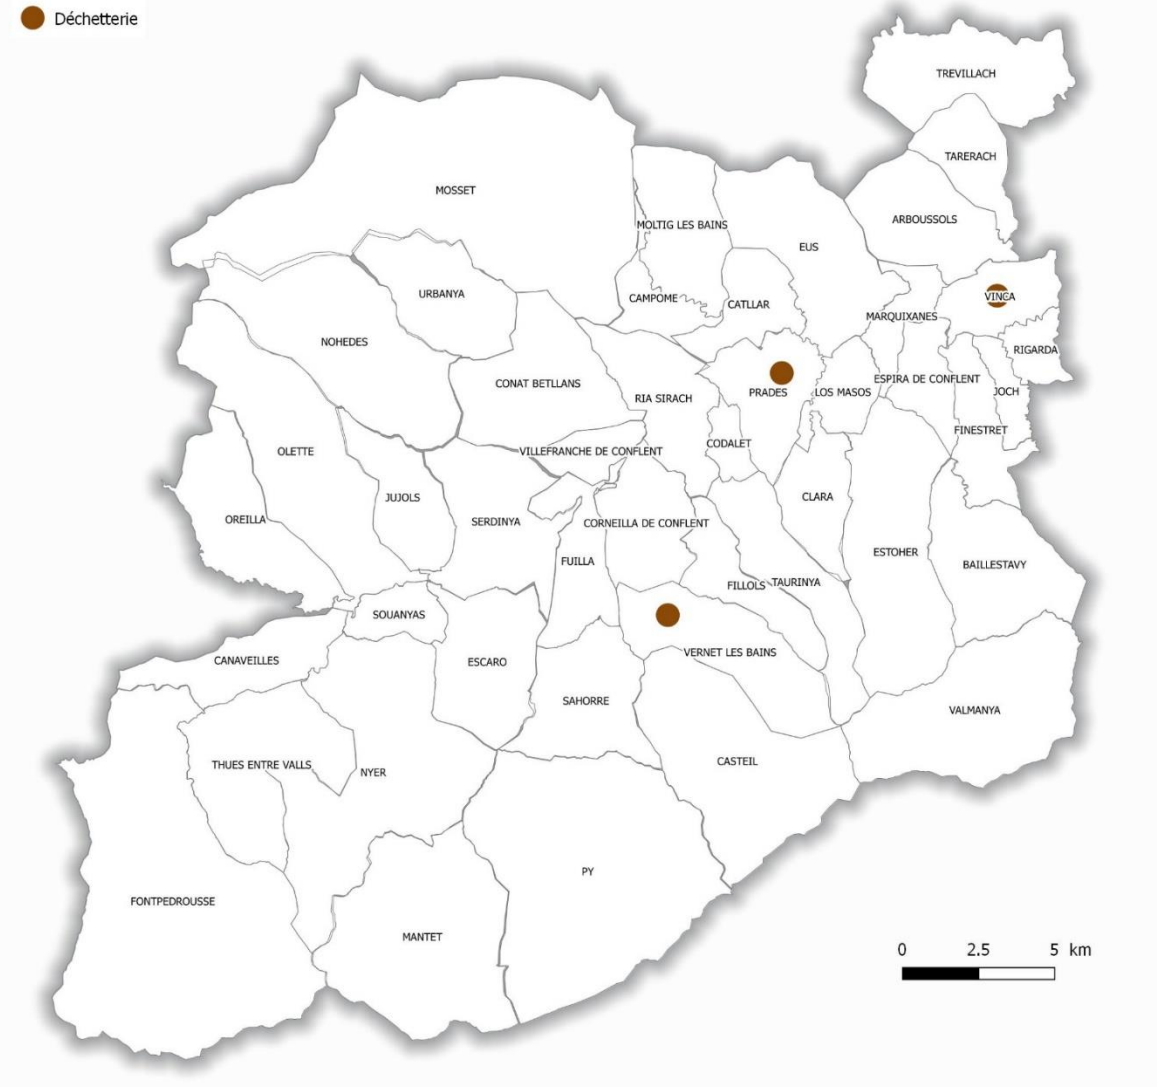 Déchetterie
TREVILLACH
TARERACH
MOSSET
ARBOUSSOLS
MOLTIG LES BAINS
EUS
URBANYA
CAMPOME
VINCA
CATLLAR
MARQUIXANES
NOHEDES
RIGARDA
CONAT BETLLANS
ESPIRA DE CONFLENT
PRADES
LOS MASOS
JOCH
RIA SIRACH
FINESTRET
CODALET
OLETTE
VILLEFRANCHE DE CONFLENT
JUJOLS
CLARA
OREILLA
SERDINYA
CORNEILLA DE CONFLENT
ESTOHER
FUILLA
BAILLESTAVY
FILLOLS
TAURINYA
SOUANYAS
VERNET LES BAINS
CANAVEILLES
ESCARO
SAHORRE
VALMANYA
CASTEIL
THUES ENTRE VALLS
NYER
PY
FONTPEDROUSSE
MANTET
0 2.5 5 km